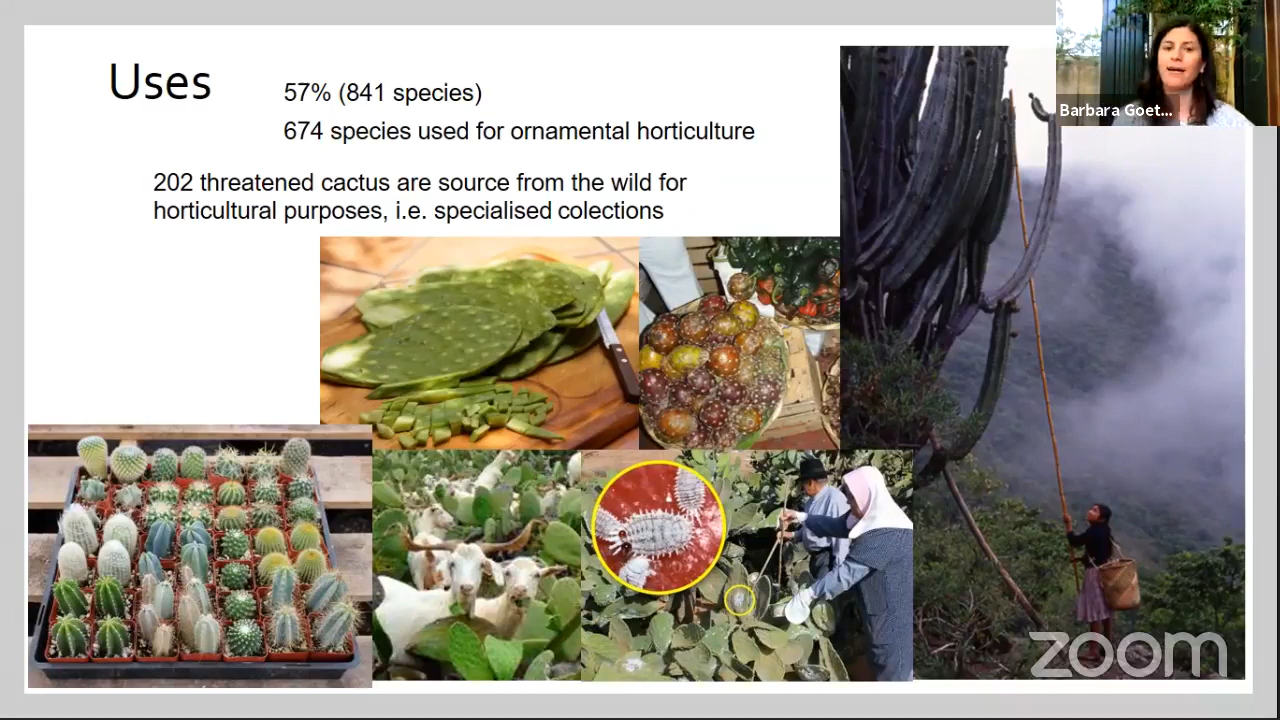 Uses
57% (841 species)
674 species used for ornamental horticulture
202 threatened cactus are source from the wild for
horticultural purposes, i.e. specialised colections
Barbara Goet...
zoom